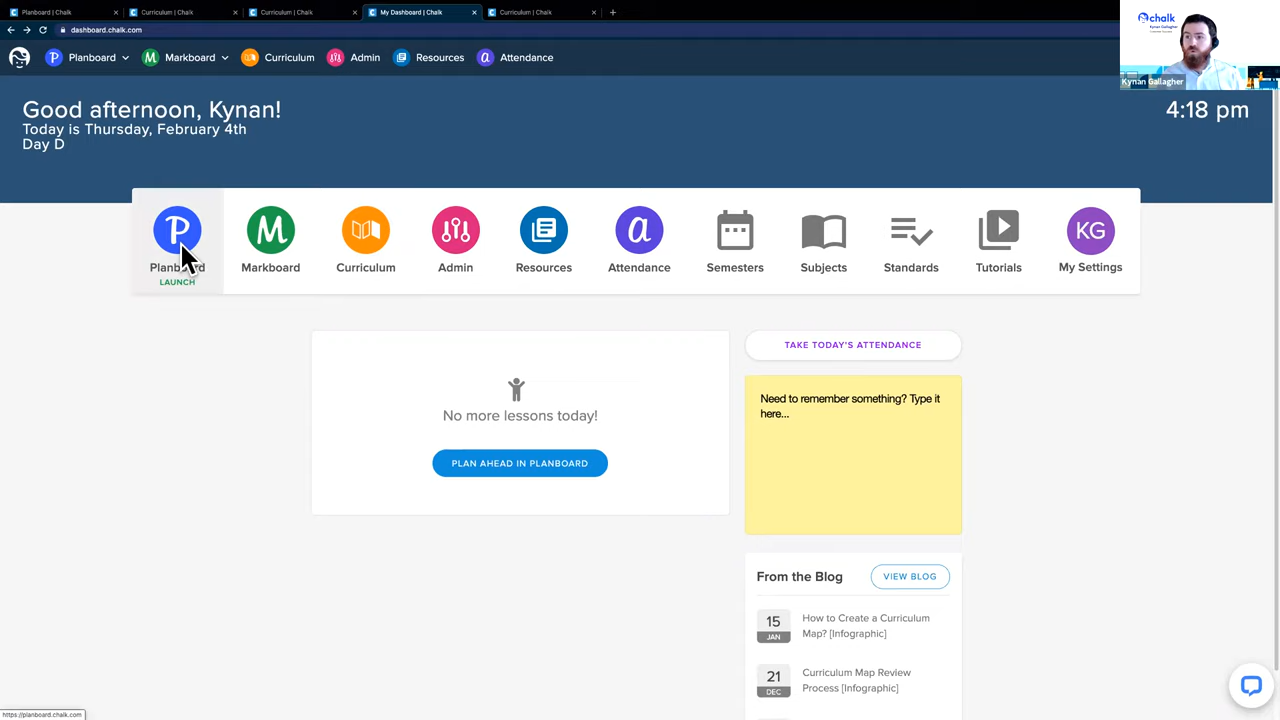 Planboard | Chalk
Curriculum | Chalk
Curriculum | Chalk
My Dashboard | Chalk
Curriculum | Chalk
dashboard.chalk.com
Planboard
Markboard
Curriculum
Admin
Resources
Attendance
chalk
Kynan Gallagher
Kynan Gallagher
Good afternoon, Kynan!
Today is Thursday, February 4th
Day D
4:18 pm
P
M
a
KG
Planboard
Markboard
Curriculum
Admin
Resources
Attendance
Semesters
Subjects
Standards
Tutorials
My Settings
LAUNCH
No more lessons today!
PLAN AHEAD IN PLANBOARD
TAKE TODAY'S ATTENDANCE
Need to remember something? Type it
here...
From the Blog
VIEW BLOG
15
JAN
How to Create a Curriculum
Map? [Infographic]
21
DEC
Curriculum Map Review
Process [Infographic]
https://planboard.chalk.com